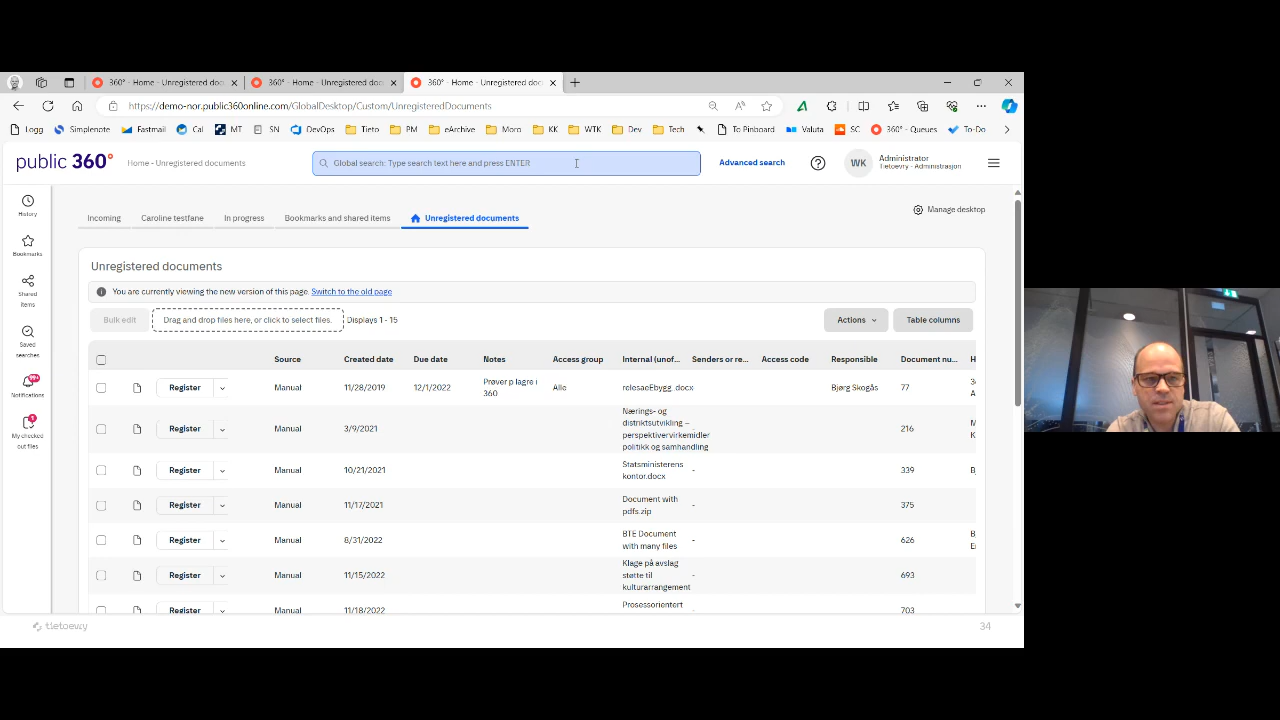 360° - Home - Unregistered doc
360° - Home - Unregistered doc
360° - Home - Unregistered doc
https://demo-nor.public360online.com/GlobalDesktop/Custom/UnregisteredDocuments
Logg Simplenote Fastmail Cal MT SN DevOps Tieto PM eArchive Moro KK WTK Dev Tech To Pinboard Valuta SC 360° - Queues To-Do
public 360° Home - Unregistered documents
Global search: Type search text here and press ENTER
Advanced search
WK
Administrator
Tietoevry - Administrasjon
History
Bookmarks
Shared items
Saved searches
99+
Notifications
1
My checked out files
Incoming Caroline testfane In progress Bookmarks and shared items Unregistered documents
Manage desktop
Unregistered documents
You are currently viewing the new version of this page. Switch to the old page
Bulk edit Drag and drop files here, or click to select files. Displays 1 - 15 Actions Table columns
Source Created date Due date Notes Access group Internal (unof... Senders or re... Access code Responsible Document nu... H
Register Manual 11/28/2019 12/1/2022 Prøver p lagre i 360 Alle relesaeEbygg.docx Bjørg Skogås 77
Register Manual 3/9/2021 Nærings- og distriktsutvikling – perspektivervirkemidler politikk og samhandling - 216
Register Manual 10/21/2021 Statsministerens kontor.docx - 339
Register Manual 11/17/2021 Document with pdfs.zip - 375
Register Manual 8/31/2022 BTE Document with many files - 626
Register Manual 11/15/2022 Klage på avslag støtte til kulturarrangement - 693
Register Manual 11/18/2022 Prosessorientert - 703
tietoevry
34